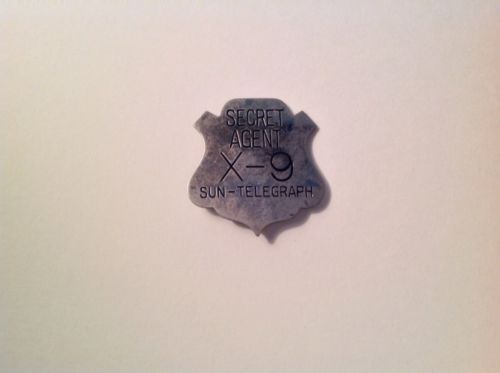 SECRET
AGENT
X-9
SUN-TELEGRAPH